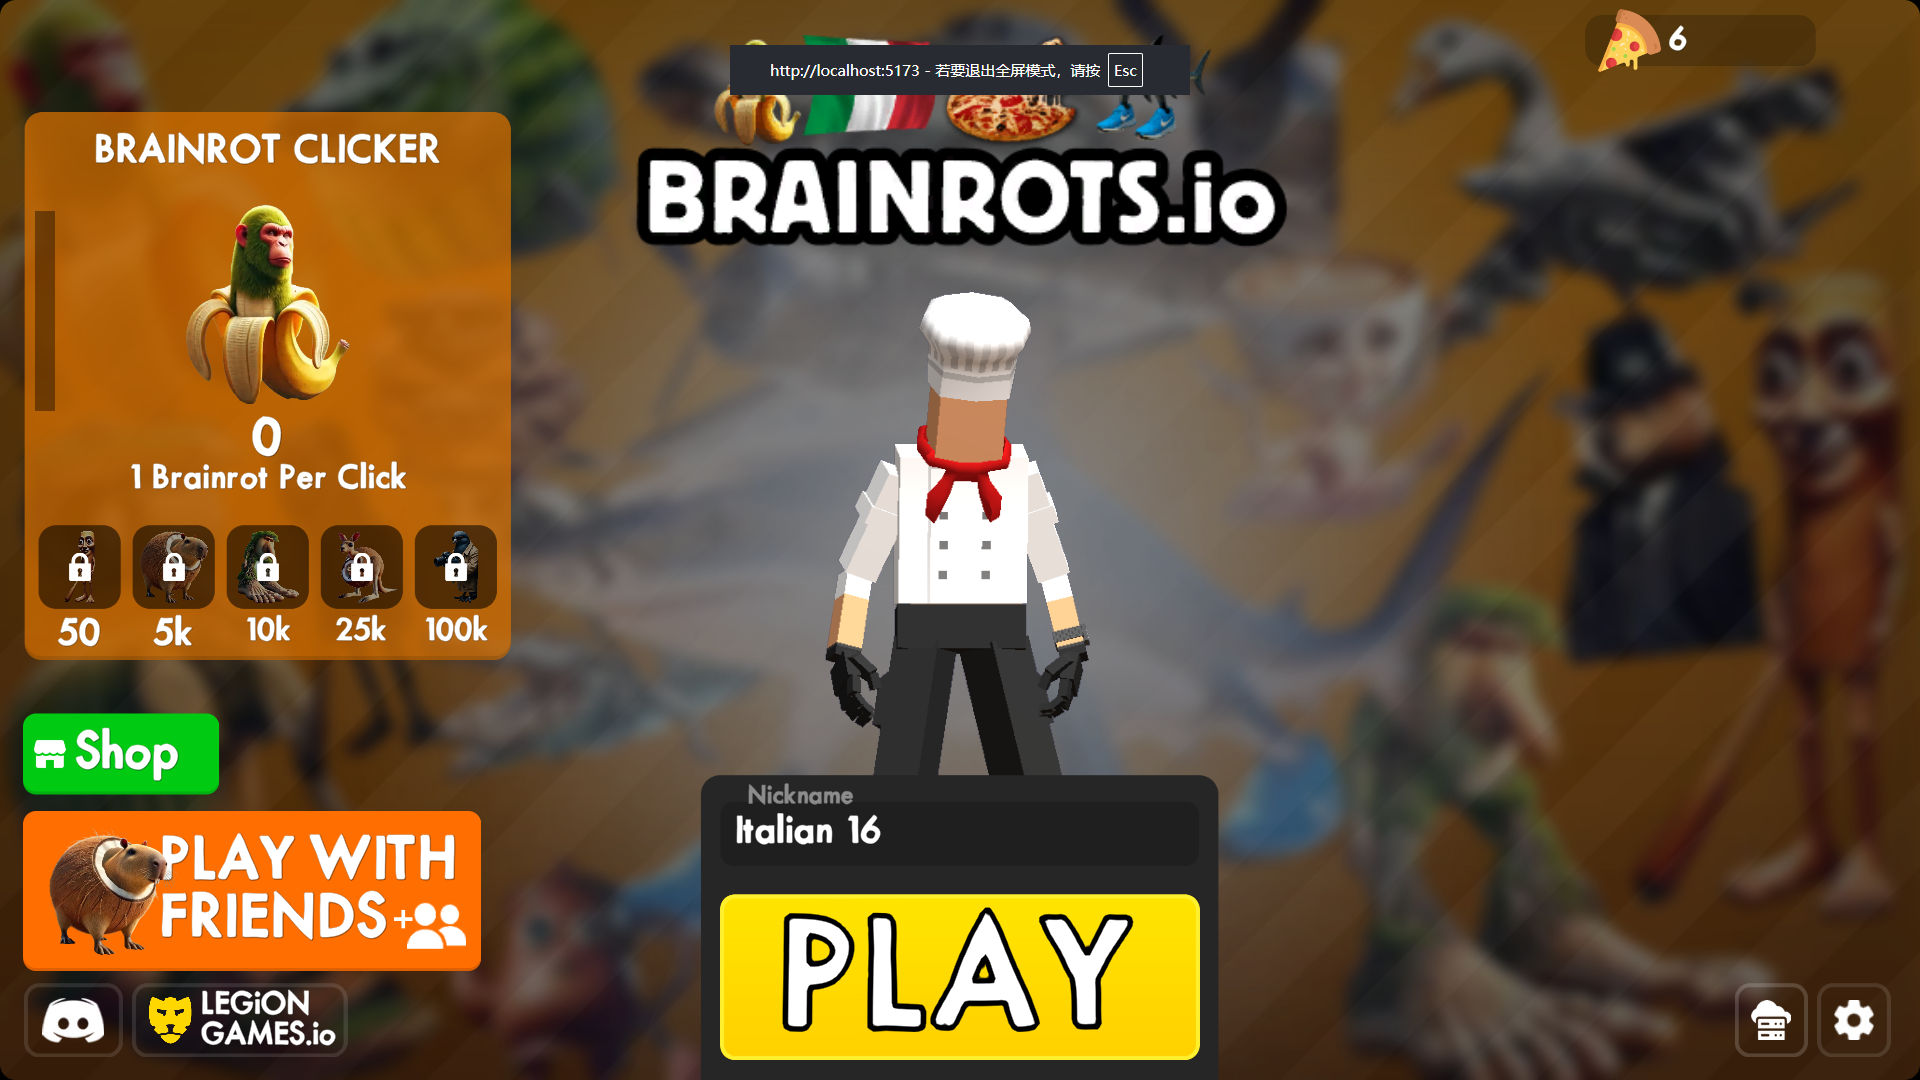 6
http://localhost:5173 - 若要退出全屏模式，请按 Esc
BRAINROTS.io
BRAINROT CLICKER
0
1 Brainrot Per Click
50
5k
10k
25k
100k
Shop
PLAY WITH
FRIENDS
Nickname
Italian 16
PLAY
LEGiON
GAMES.io